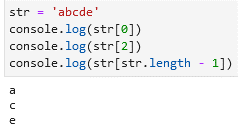 str = 'abcde'
console.log(str[0])
console.log(str[2])
console.log(str[str.length - 1])
a
c
e